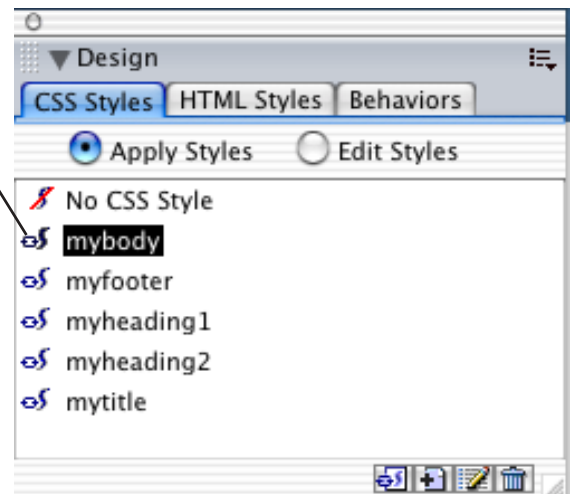 Design
CSS Styles HTML Styles Behaviors
Apply Styles Edit Styles
No CSS Style
mybody
myfooter
myheading1
myheading2
mytitle